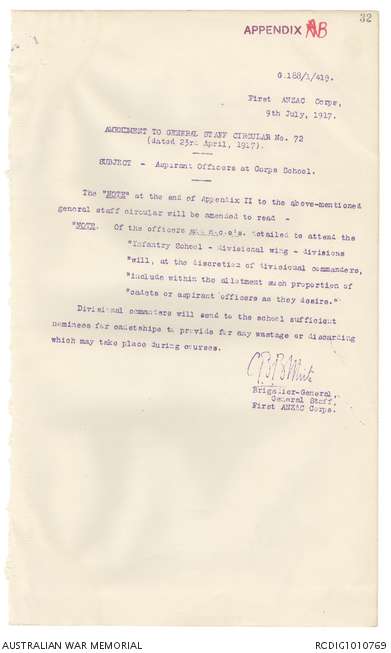 32
APPENDIX AB
G.188/1/419.
First ANZAC Corps,
9th July, 1917.
AMENDMENT TO GENERAL STAFF CIRCULAR No. 72
(dated 23rd April, 1917).
SUBJECT - Aspirant Officers at Corps School.
The "NOTE" at the end of Appendix II to the above-mentioned
general staff circular will be amended to read -
"NOTE. Of the officers and n.c.o's. detailed to attend the
"Infantry School - divisional wing - divisions
"will, at the discretion of divisional commanders,
"include within the allotment such proportion of
"cadets or aspirant officers as they desire."
Divisional commanders will send to the school sufficient
nominees for cadetships to provide for any wastage or discarding
which may take place during courses.
C B B White
Brigadier-General,
General Staff,
First ANZAC Corps.
AUSTRALIAN WAR MEMORIAL
RCDIG1010769